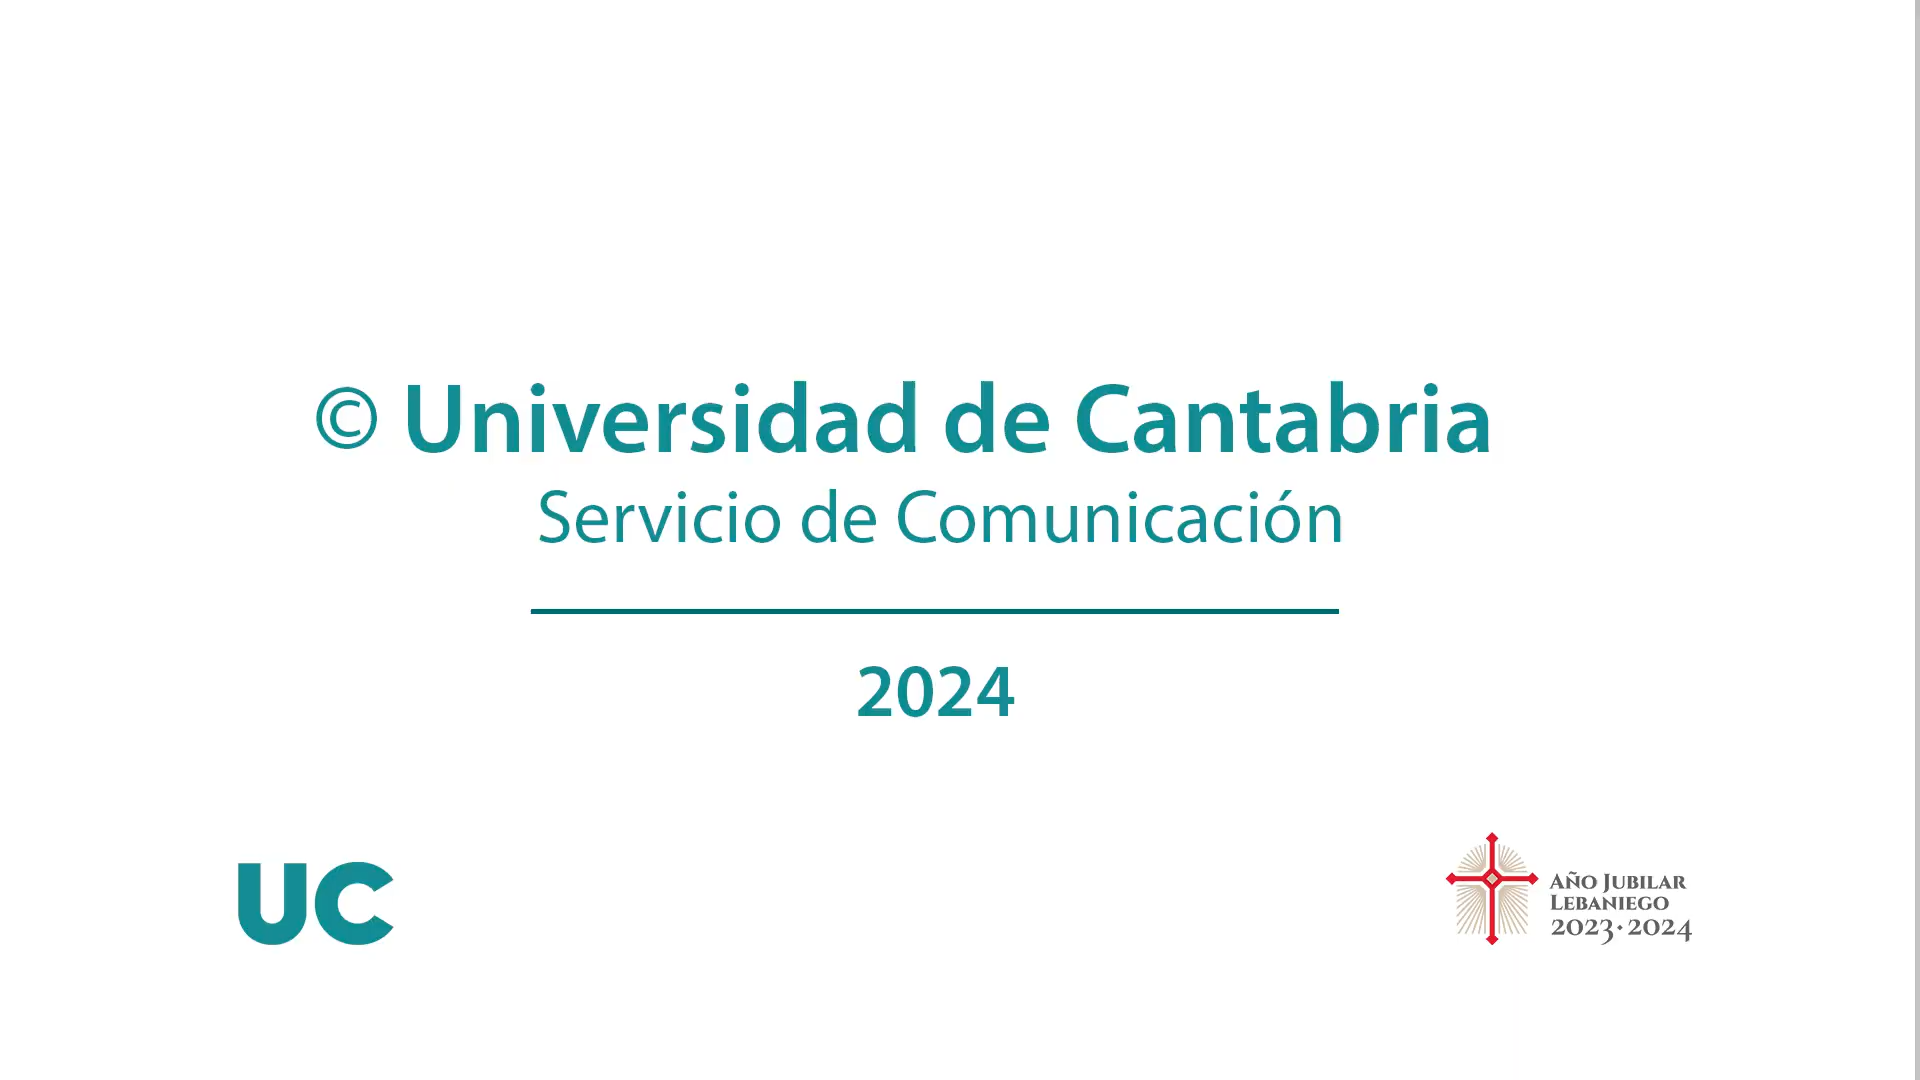 © Universidad de Cantabria
Servicio de Comunicación
2024
UC
Año Jubilar
Lebaniego
2023·2024